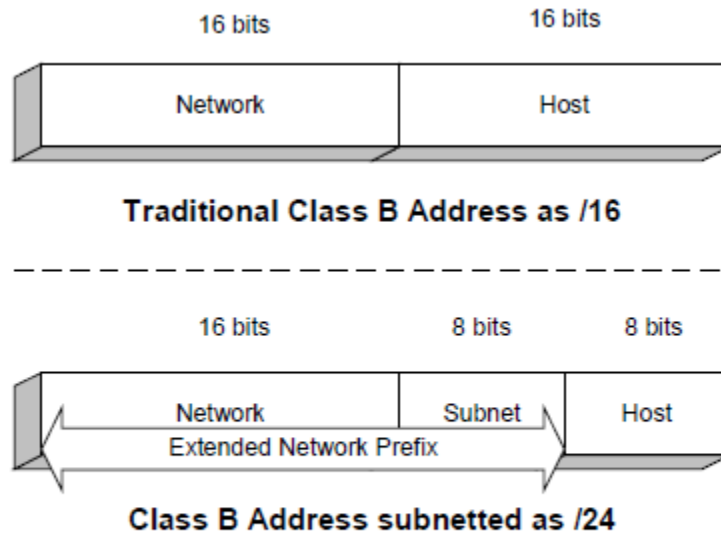 16 bits 16 bits
Network Host
Traditional Class B Address as /16
16 bits 8 bits 8 bits
Network Subnet Host
Extended Network Prefix
Class B Address subnetted as /24